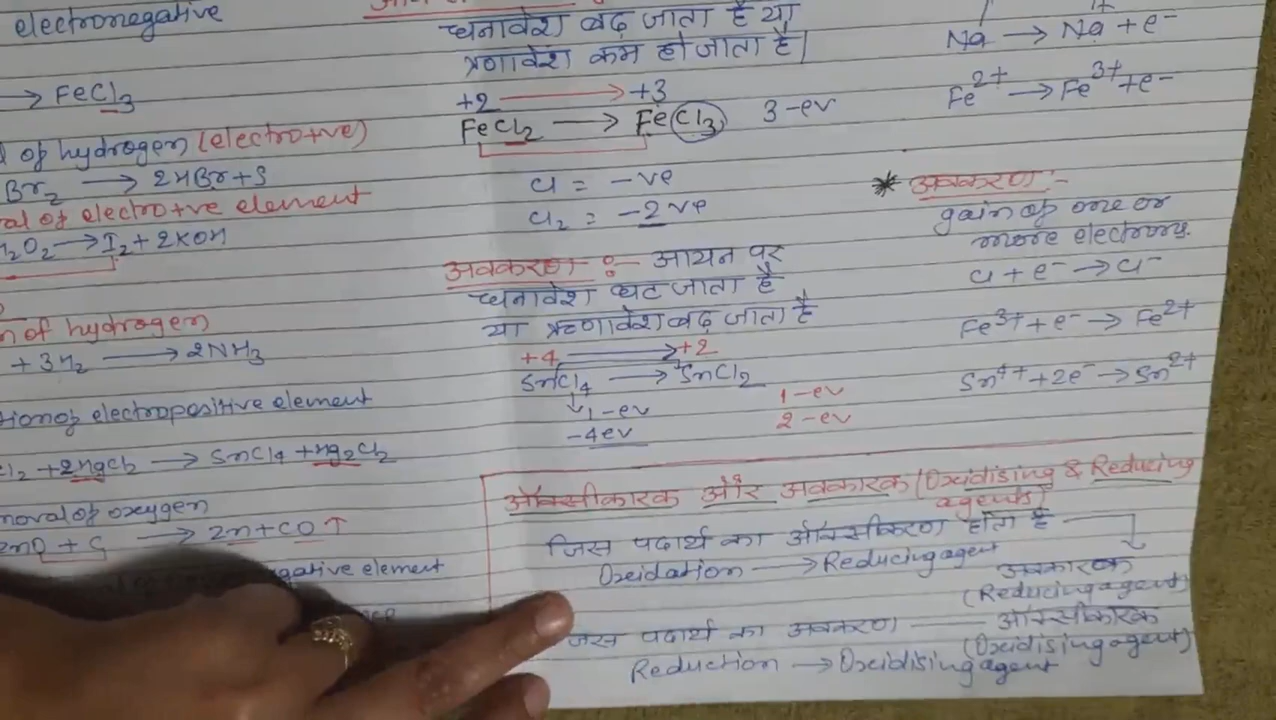 electronegative
→ FeCl3
of hydrogen (electro+ve)
Br2 → 2HBr+S
of electro+ve element
2O2 → I2 + 2KOH
of hydrogen
+ 3H2 → 2NH3
of electropositive element
+2HgCl2 → SnCl4 + Hg2Cl2
of oxygen
+ C → Zn + CO↑
element
धनावेश बढ़ जाता है या
ऋणावेश कम हो जाता है|
+2 → +3
FeCl2 → FeCl3 3-ev
Cl = -ve
Cl2 = -2ve
अवकरण :- आयन पर
धनावेश घट जाता है
या ऋणावेश बढ़ जाता है
+4 → +2
SnCl4 → SnCl2
↓1-ev
-4ev
1-ev
2-ev
Na → Na + e-
Fe2+ → Fe3+ + e-
* अवकरण :-
gain of one or
more electrons.
Cl + e- → Cl-
Fe3+ + e- → Fe2+
Sn4+ + 2e- → Sn2+
ऑक्सीकारक और अवकारक (Oxidising & Reducing
agents)
जिस पदार्थ का ऑक्सीकरण होता है
Oxidation → Reducing agent
अवकारक
(Reducing agent)
पदार्थ का अवकरण — ऑक्सीकारक
(Oxidising agent)
Reduction → Oxidising agent